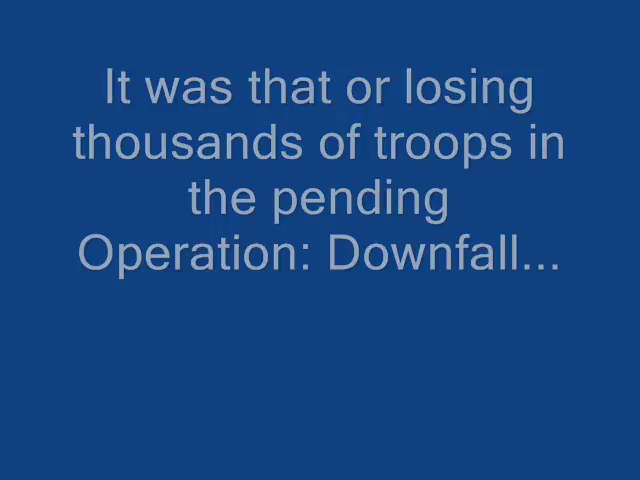 It was that or losing
thousands of troops in
the pending
Operation: Downfall...